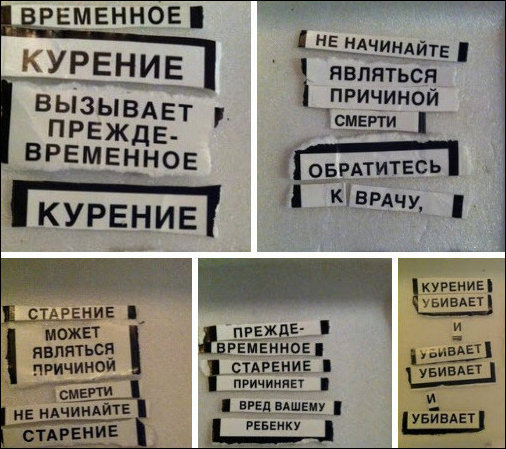 ВРЕМЕННОЕ
КУРЕНИЕ
ВЫЗЫВАЕТ
ПРЕЖДЕ-
ВРЕМЕННОЕ
КУРЕНИЕ
НЕ НАЧИНАЙТЕ
ЯВЛЯТЬСЯ
ПРИЧИНОЙ
СМЕРТИ
ОБРАТИТЕСЬ
К ВРАЧУ,
СТАРЕНИЕ
МОЖЕТ
ЯВЛЯТЬСЯ
ПРИЧИНОЙ
СМЕРТИ
НЕ НАЧИНАЙТЕ
СТАРЕНИЕ
ПРЕЖДЕ-
ВРЕМЕННОЕ
СТАРЕНИЕ
ПРИЧИНЯЕТ
ВРЕД ВАШЕМУ
РЕБЕНКУ
КУРЕНИЕ
УБИВАЕТ
И
УБИВАЕТ
УБИВАЕТ
И
УБИВАЕТ